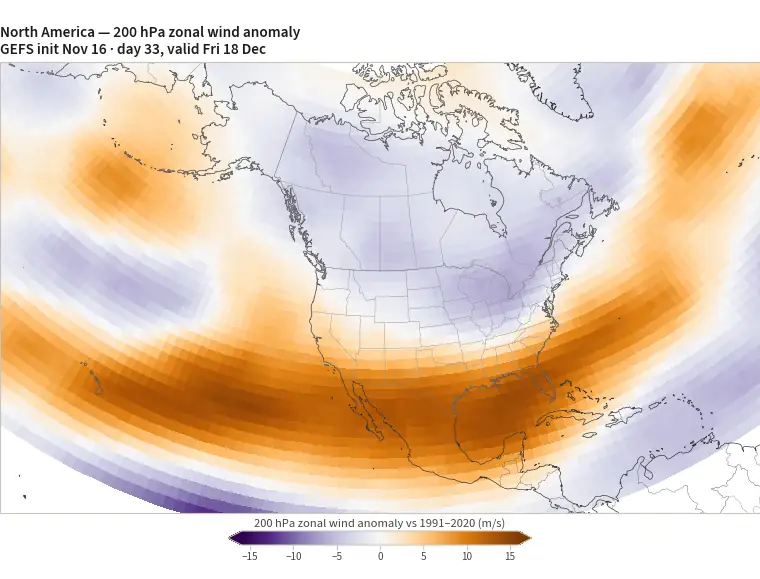 North America — 200 hPa zonal wind anomaly
GEFS init Nov 16 · day 33, valid Fri 18 Dec
200 hPa zonal wind anomaly vs 1991–2020 (m/s)
−15 −10 −5 0 5 10 15